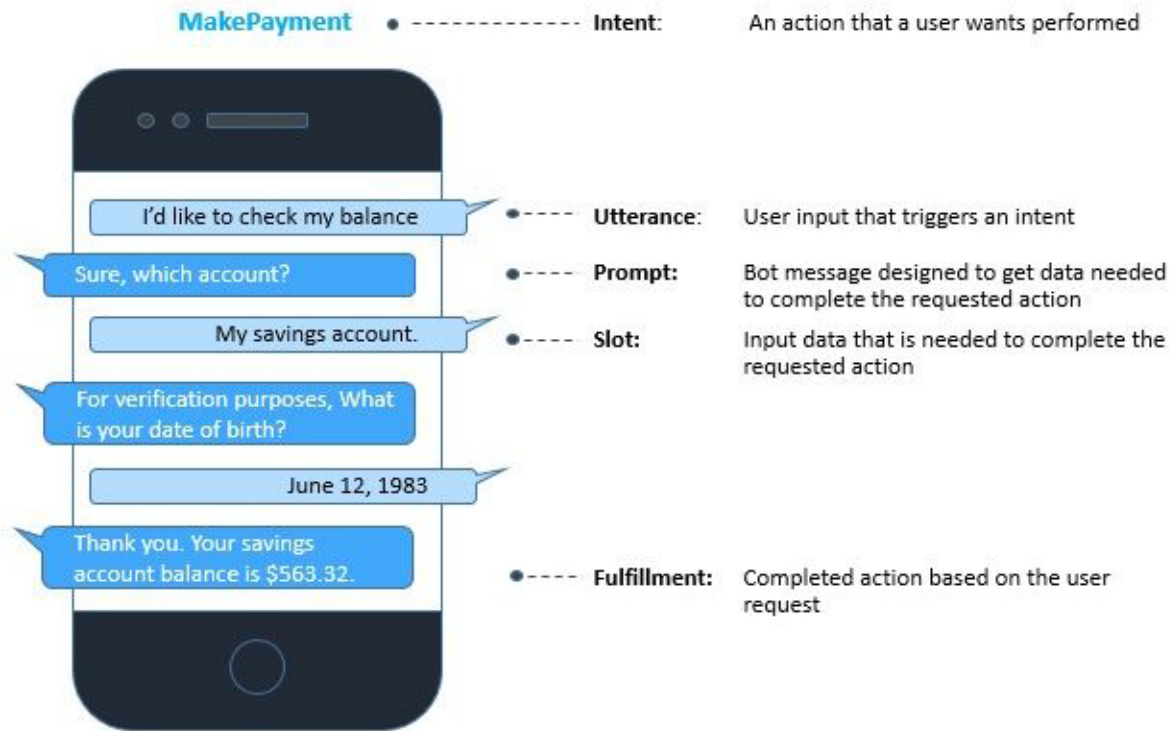 MakePayment Intent: An action that a user wants performed
I'd like to check my balance Utterance: User input that triggers an intent
Sure, which account? Prompt: Bot message designed to get data needed
to complete the requested action
My savings account. Slot: Input data that is needed to complete the
requested action
For verification purposes, What
is your date of birth?
June 12, 1983
Thank you. Your savings
account balance is $563.32.
Fulfillment: Completed action based on the user
request